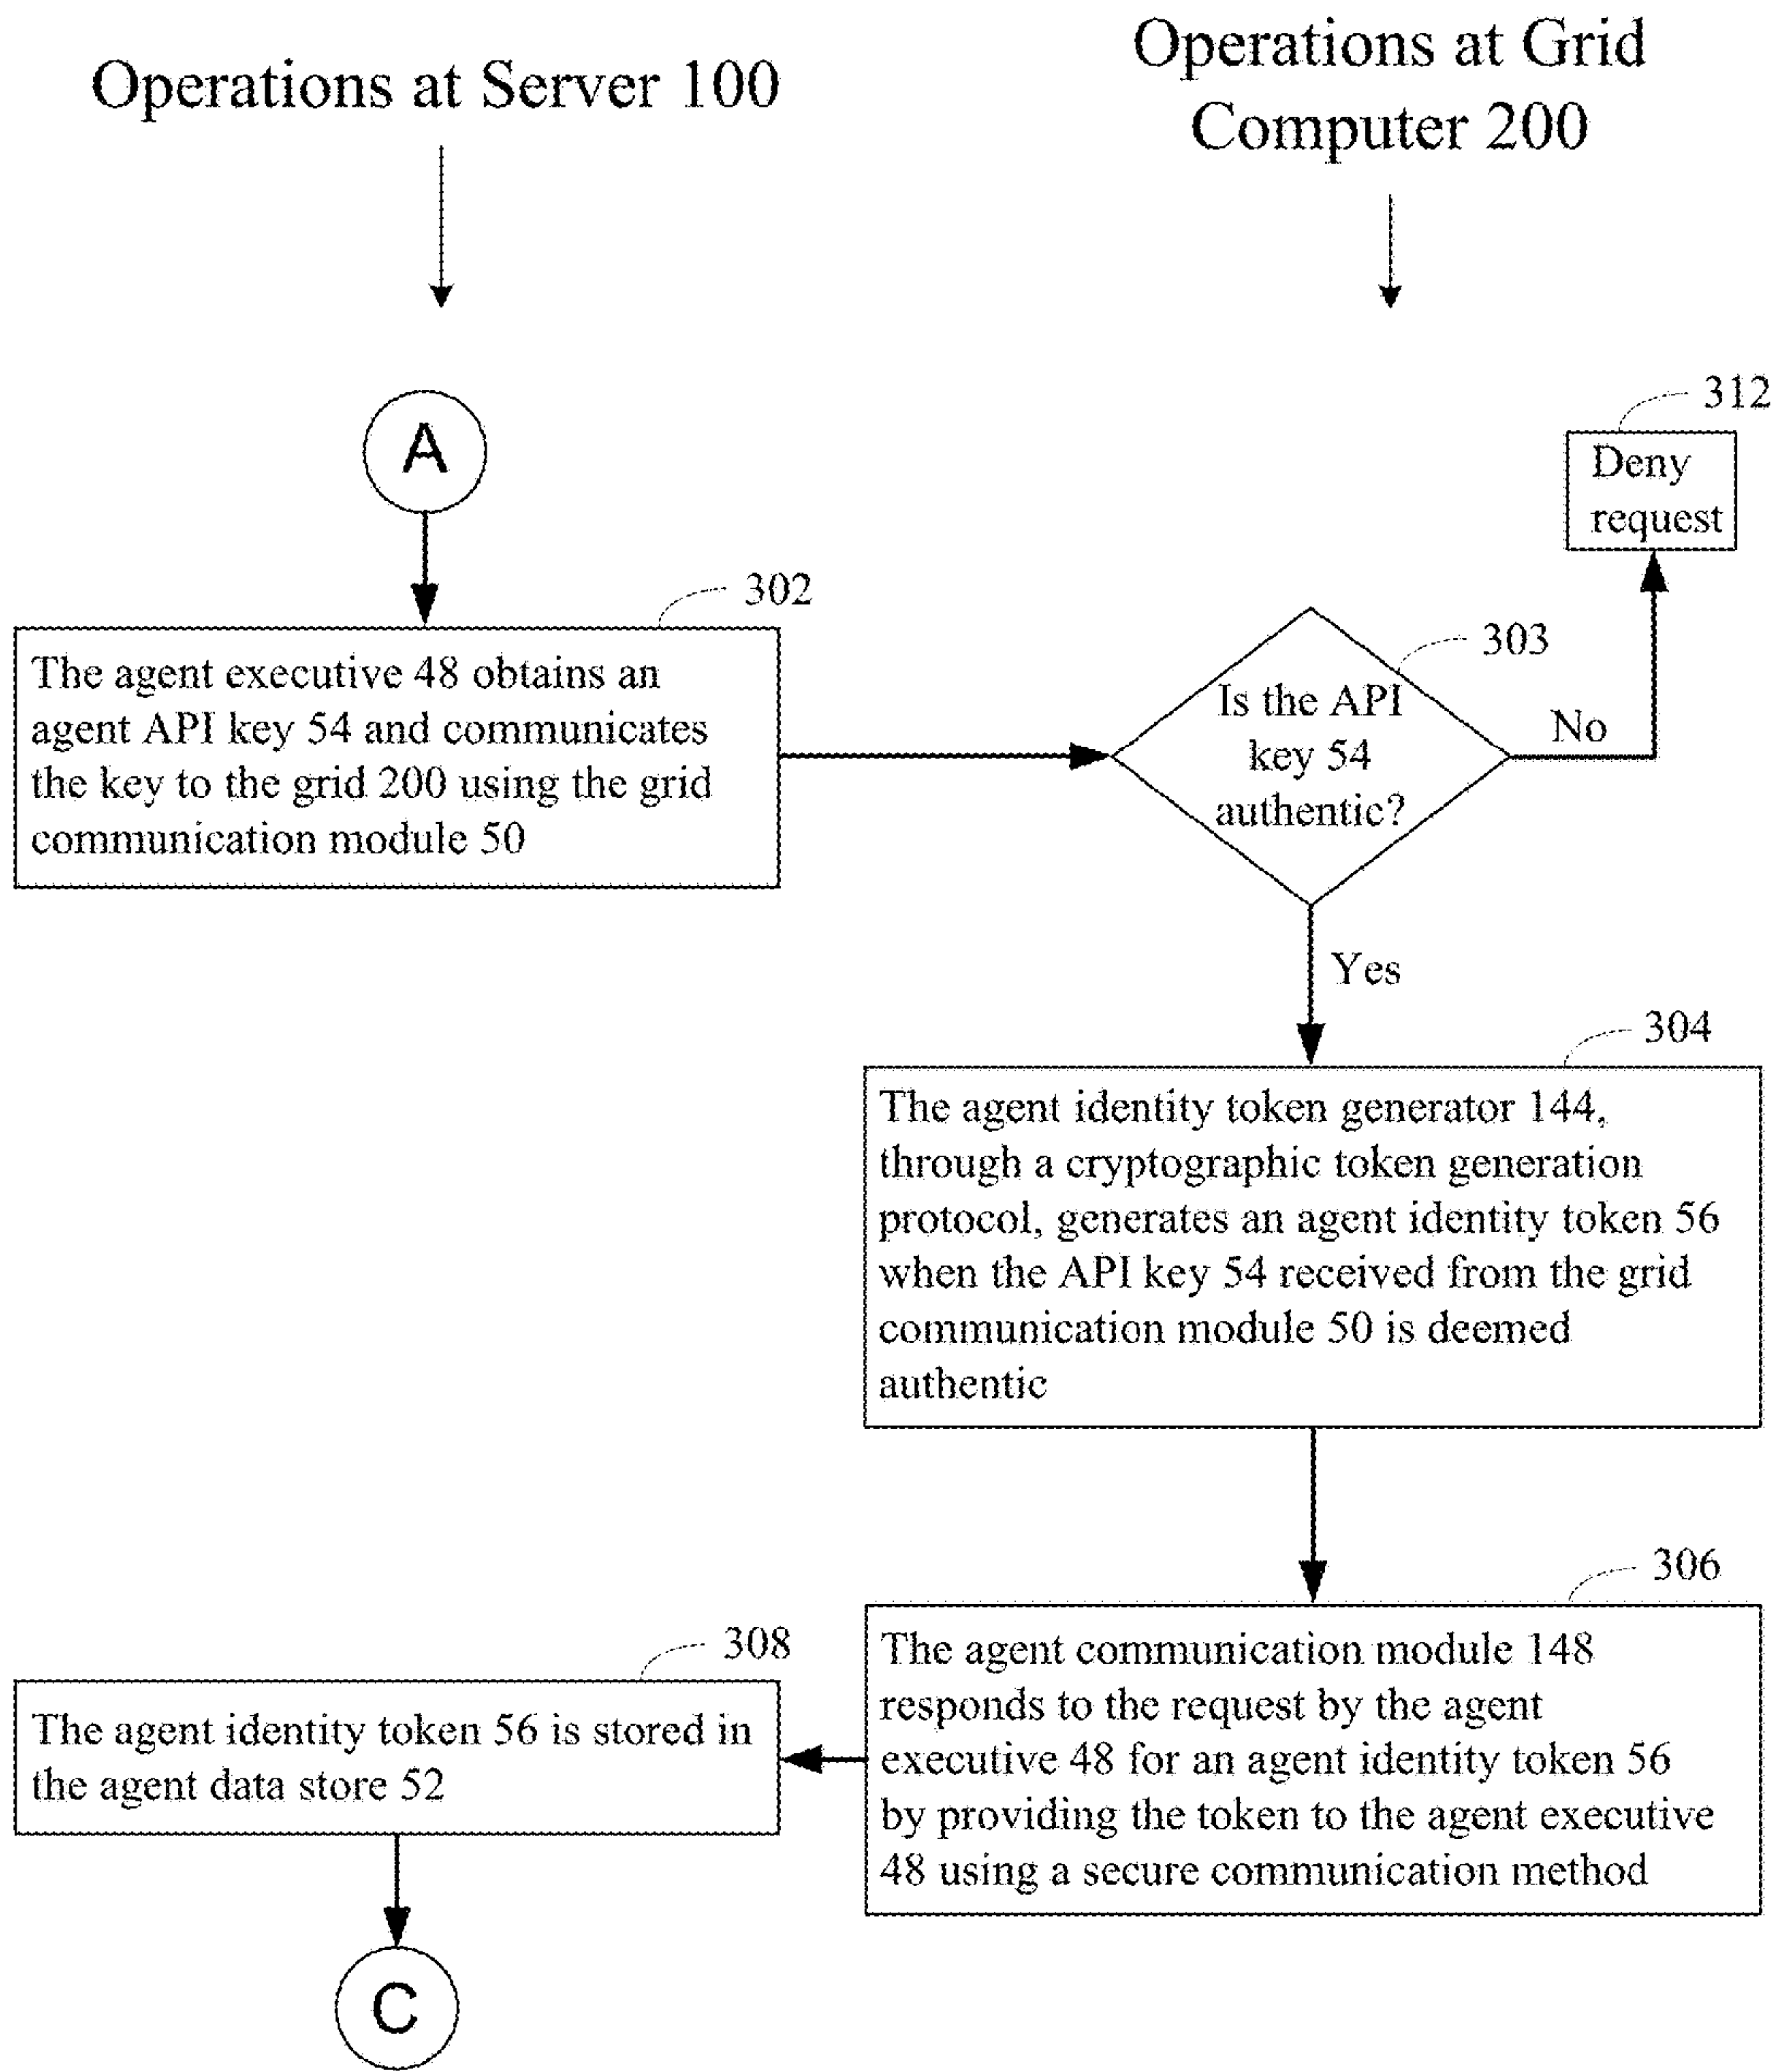 Operations at Server 100
Operations at Grid
Computer 200
A
312
Deny
request
302
The agent executive 48 obtains an
agent API key 54 and communicates
the key to the grid 200 using the grid
communication module 50
303
Is the API
key 54
authentic?
No
Yes
304
The agent identity token generator 144,
through a cryptographic token generation
protocol, generates an agent identity token 56
when the API key 54 received from the grid
communication module 50 is deemed
authentic
306
The agent communication module 148
responds to the request by the agent
executive 48 for an agent identity token 56
by providing the token to the agent executive
48 using a secure communication method
308
The agent identity token 56 is stored in
the agent data store 52
C